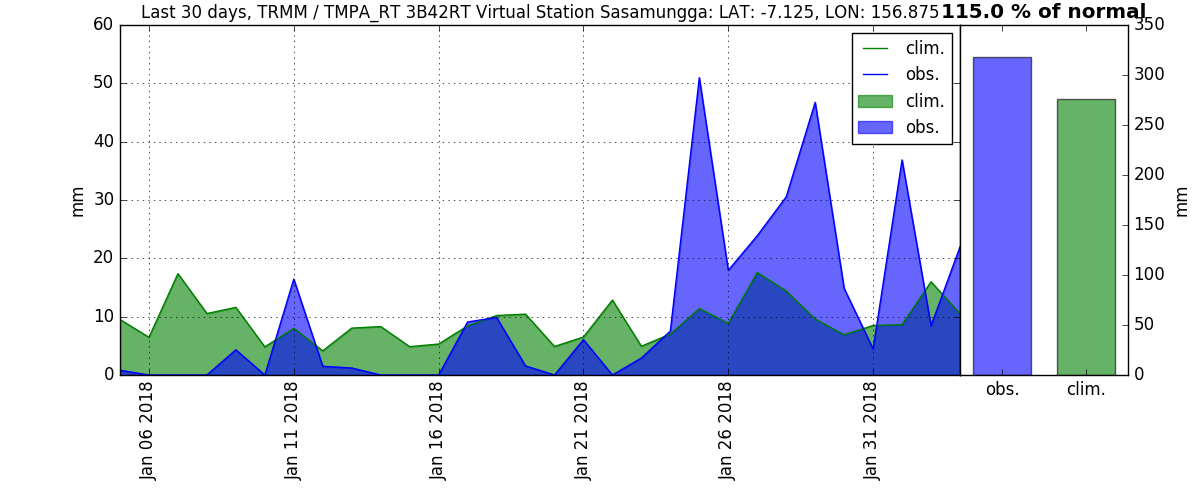 Last 30 days, TRMM / TMPA_RT 3B42RT Virtual Station Sasamungga: LAT: -7.125, LON: 156.875
115.0 % of normal
60
50
40
30
20
10
0
mm
clim.
obs.
clim.
obs.
350
300
250
200
150
100
50
0
mm
obs.
clim.
Jan 06 2018
Jan 11 2018
Jan 16 2018
Jan 21 2018
Jan 26 2018
Jan 31 2018